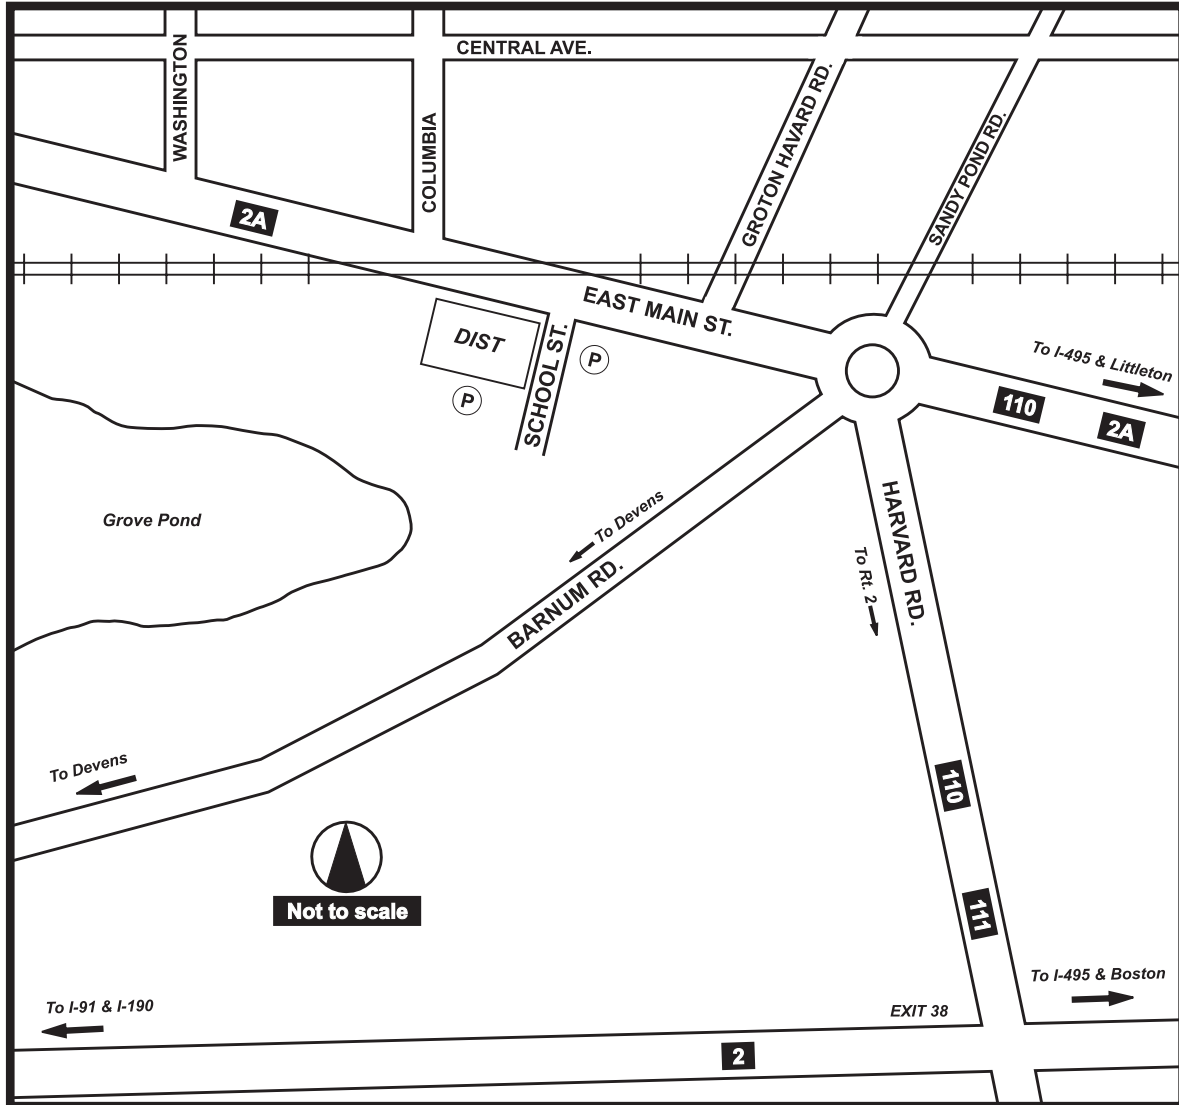 CENTRAL AVE.
WASHINGTON
COLUMBIA
GROTON HAVARD RD.
SANDY POND RD.
2A
EAST MAIN ST.
DIST
SCHOOL ST.
P
P
To I-495 & Littleton
110
2A
Grove Pond
To Devens
BARNUM RD.
HARVARD RD.
To Rt. 2
To Devens
110
111
Not to scale
To I-91 & I-190
EXIT 38
To I-495 & Boston
2